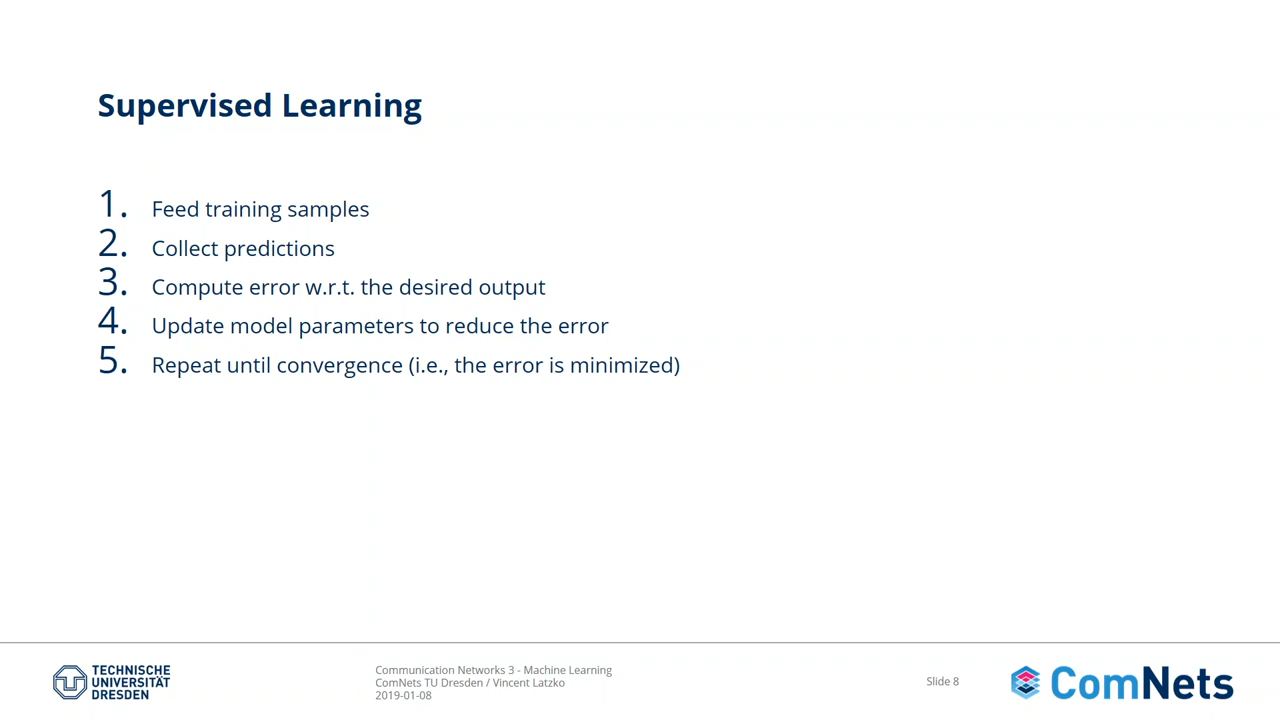 Supervised Learning
1. Feed training samples
2. Collect predictions
3. Compute error w.r.t. the desired output
4. Update model parameters to reduce the error
5. Repeat until convergence (i.e., the error is minimized)
TECHNISCHE
UNIVERSITÄT
DRESDEN
Communication Networks 3 - Machine Learning
ComNets TU Dresden / Vincent Latzko
2019-01-08
Slide 8
ComNets